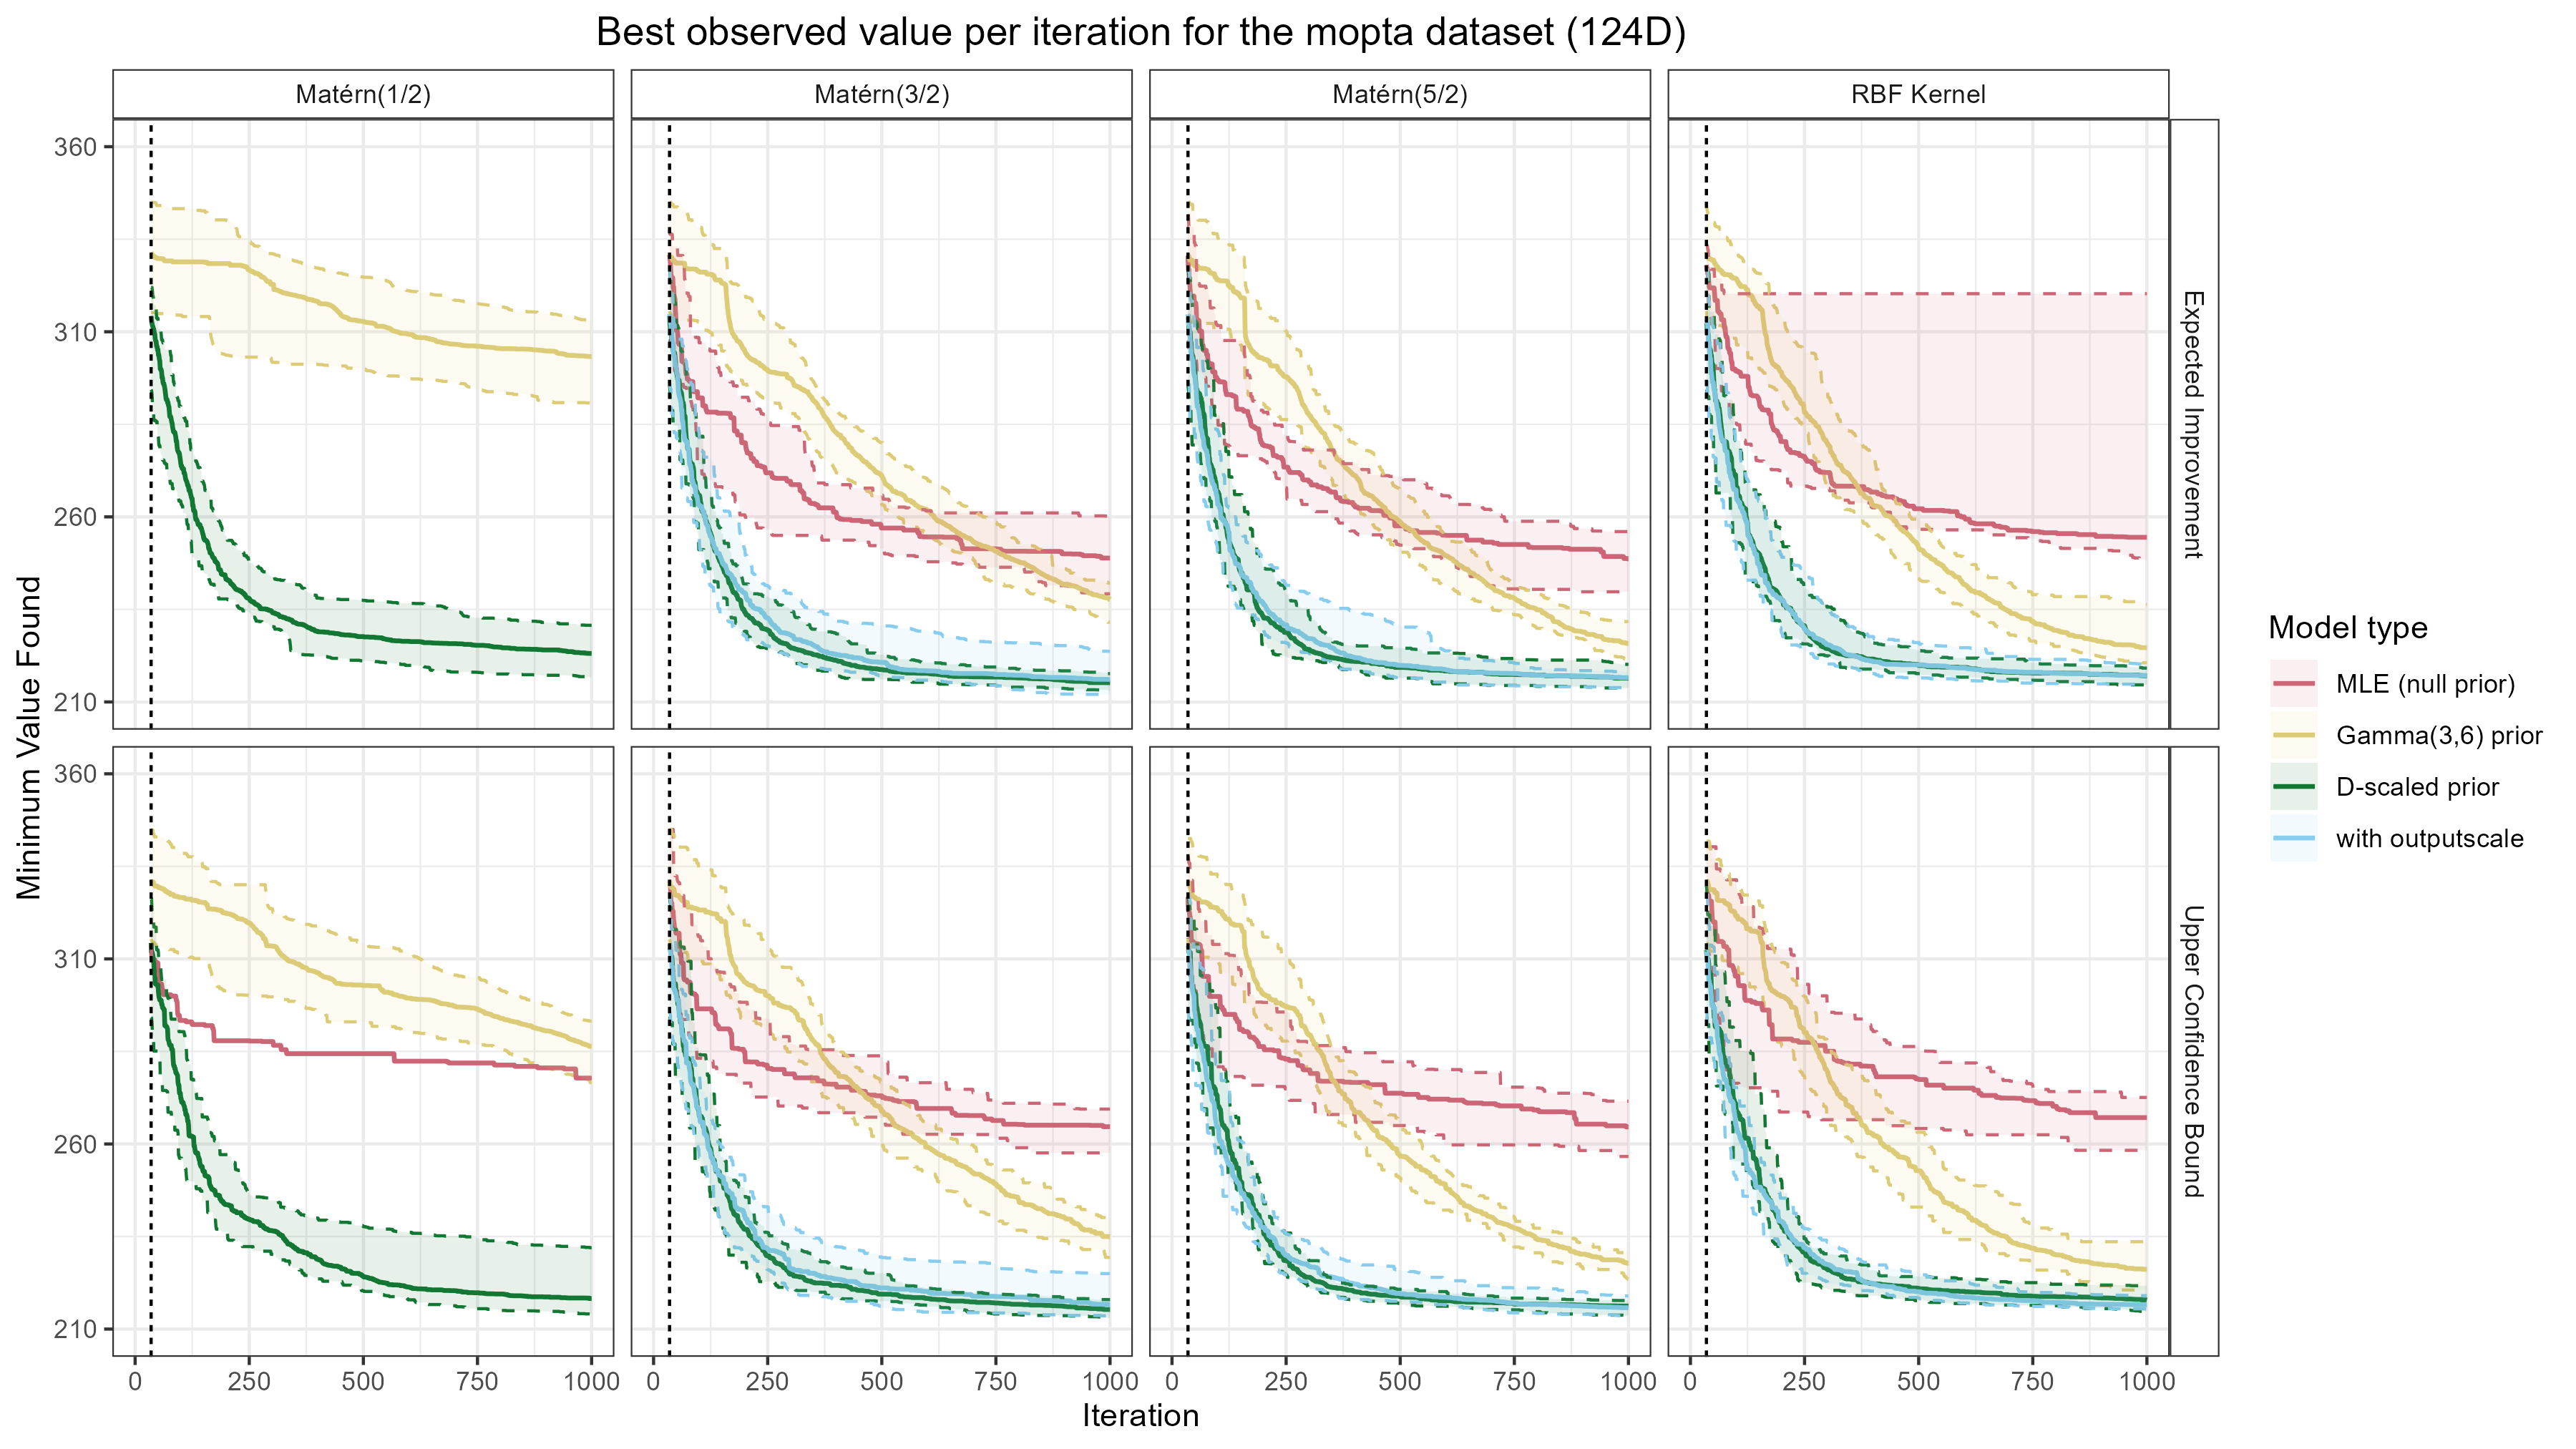 Best observed value per iteration for the mopta dataset (124D)
Matérn(1/2)
Matérn(3/2)
Matérn(5/2)
RBF Kernel
Minimum Value Found
360
310
260
210
Expected Improvement
360
310
260
210
Upper Confidence Bound
0 250 500 750 1000
0 250 500 750 1000
0 250 500 750 1000
0 250 500 750 1000
Iteration
Model type
MLE (null prior)
Gamma(3,6) prior
D-scaled prior
with outputscale